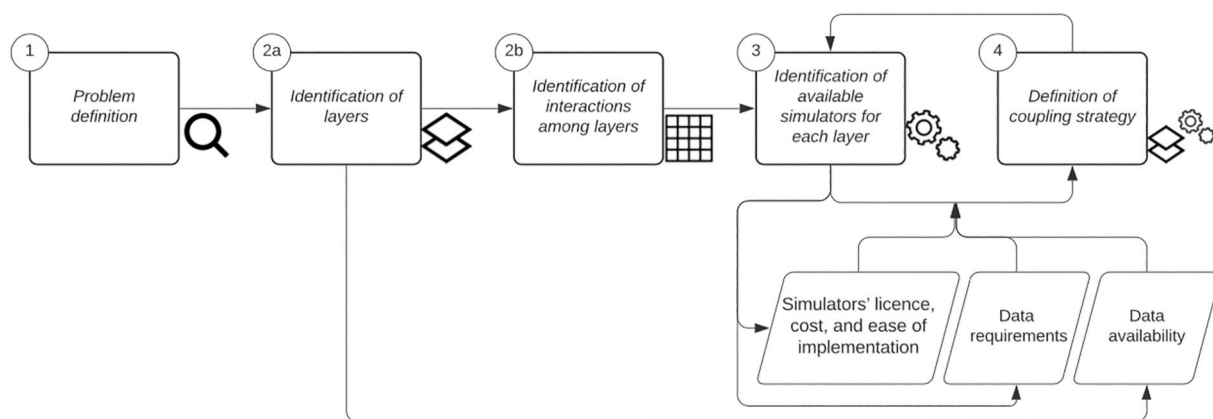 1
Problem
definition
2a
Identification of
layers
2b
Identification of
interactions
among layers
3
Identification of
available
simulators for
each layer
4
Definition of
coupling strategy
Simulators' licence,
cost, and ease of
implementation
Data
requirements
Data
availability